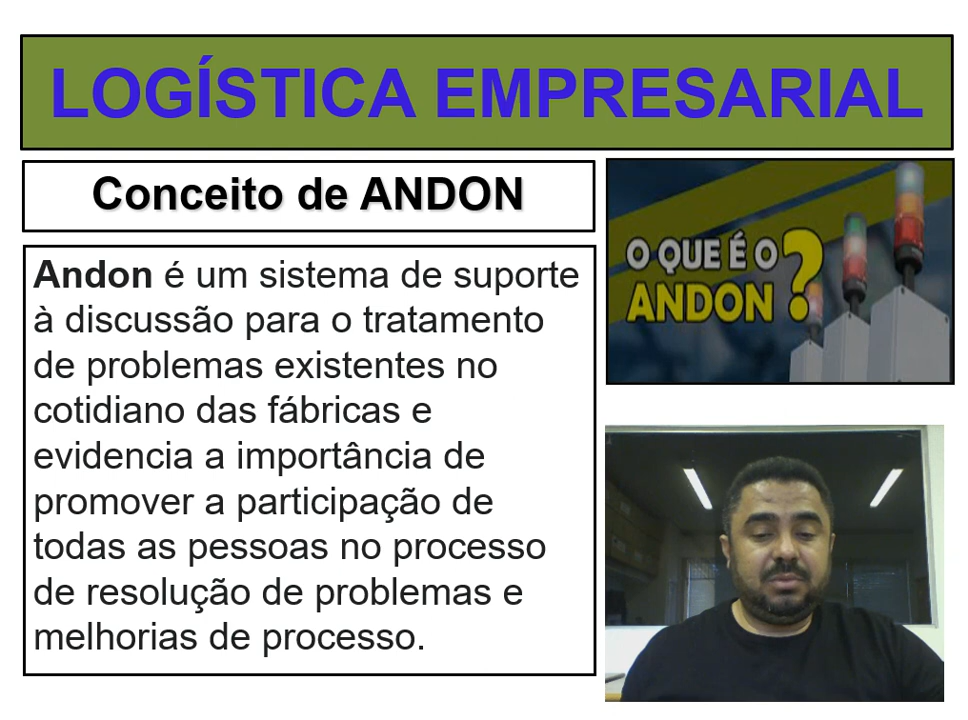 LOGÍSTICA EMPRESARIAL
Conceito de ANDON
Andon é um sistema de suporte
à discussão para o tratamento
de problemas existentes no
cotidiano das fábricas e
evidencia a importância de
promover a participação de
todas as pessoas no processo
de resolução de problemas e
melhorias de processo.
O QUE É O
ANDON ?